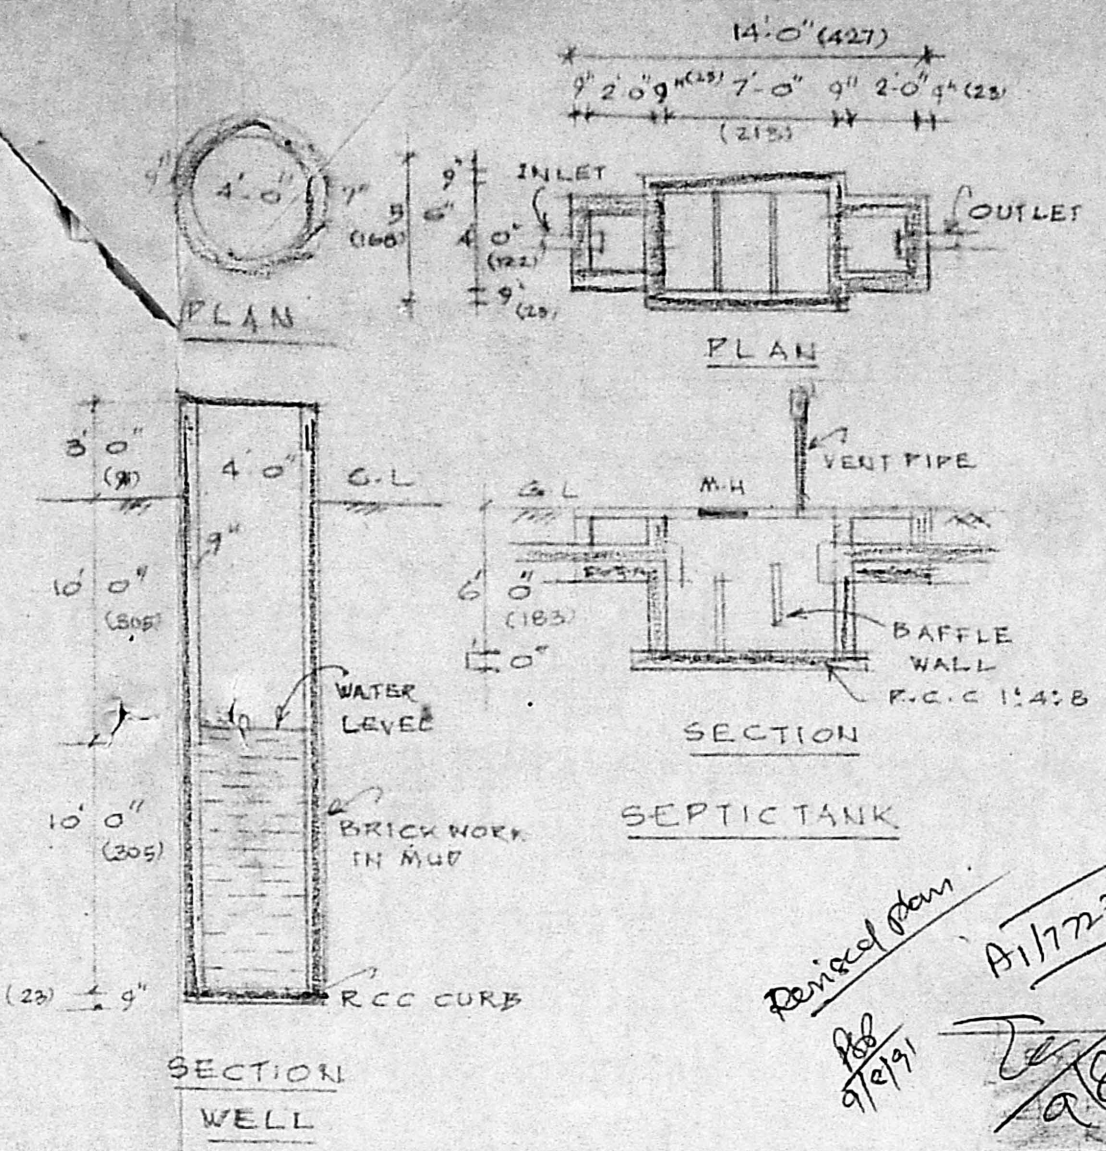 14'-0" (427)
9" 2'-0" 9" (23) 7'-0" 9" 2'-0" 9" (23)
(213)
9" 4'-0"
PLAN
5' 6"
(168)
9"
4' 0"
(122)
9"
(23)
INLET
OUTLET
PLAN
3' 0"
(91)
4'-0"
G.L
9"
10' 0"
(305)
WATER
LEVEL
10' 0"
(305)
BRICK WORK
IN MUD
(23) 9"
RCC CURB
SECTION
WELL
VENT PIPE
G.L
M.H
6' 0"
(183)
1' 0"
BAFFLE
WALL
R.C.C 1:4:8
SECTION
SEPTIC TANK
Revised plan.